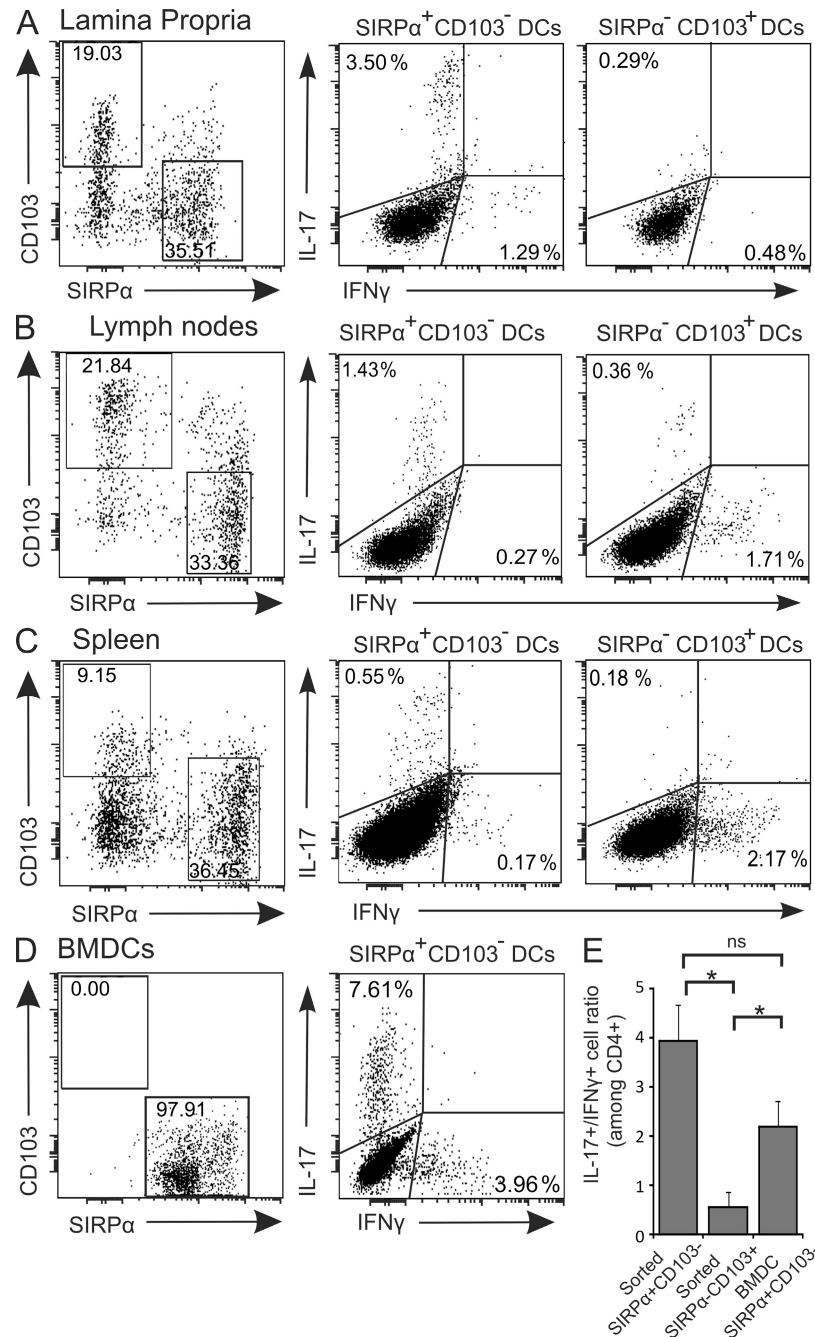 A Lamina Propria
SIRPα+CD103- DCs
SIRPα- CD103+ DCs
19.03
35.51
CD103
SIRPα
3.50 %
1.29 %
0.29%
0.48 %
IL-17
IFNγ
B Lymph nodes
SIRPα+CD103- DCs
SIRPα- CD103+ DCs
21.84
33.36
CD103
SIRPα
1.43%
0.27 %
0.36 %
1.71 %
IL-17
IFNγ
C Spleen
SIRPα+CD103- DCs
SIRPα- CD103+ DCs
9.15
36.45
CD103
SIRPα
0.55 %
0.17 %
0.18 %
2.17 %
IL-17
IFNγ
D BMDCs
SIRPα+CD103- DCs
0.00
97.91
CD103
SIRPα
7.61%
3.96 %
IL-17
IFNγ
E
ns
*
*
IL-17+/IFNγ+ cell ratio
(among CD4+)
5
4
3
2
1
0
Sorted
SIRPα+CD103-
Sorted
SIRPα-CD103+
BMDC
SIRPα+CD103-